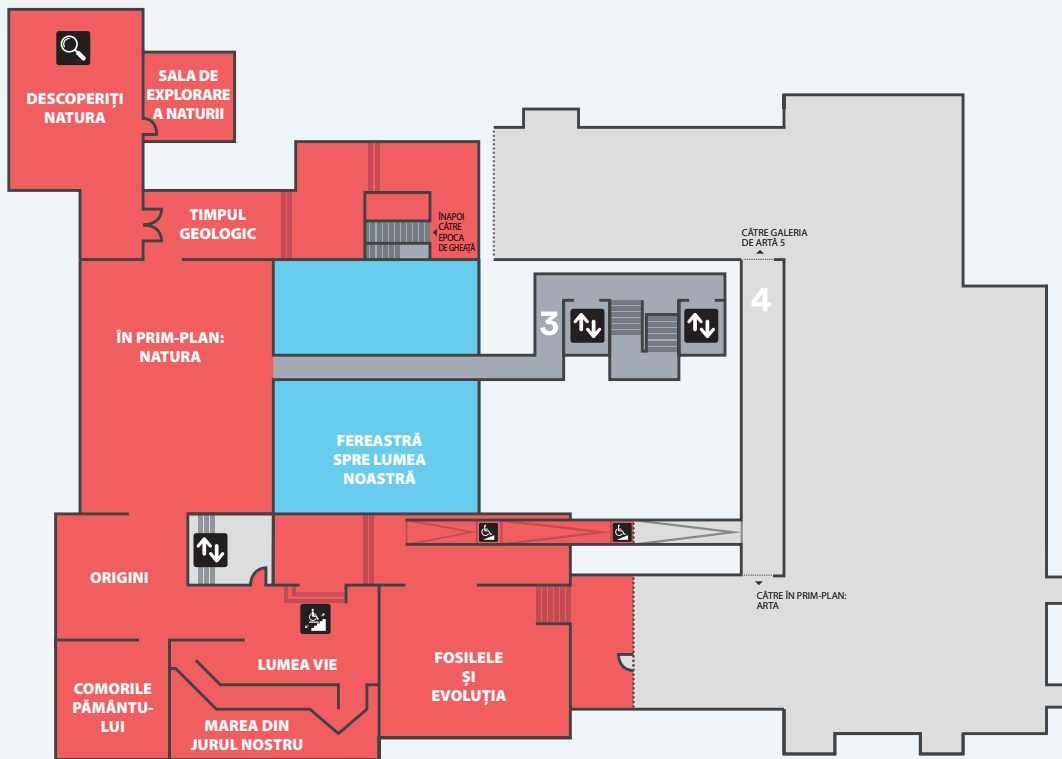 DESCOPERIȚI
NATURA
SALA DE
EXPLORARE
A NATURII
TIMPUL
GEOLOGIC
ÎNAPOI
CĂTRE
EPOCA
DE GHEAȚĂ
CĂTRE GALERIA
DE ARTĂ 5
3
4
ÎN PRIM-PLAN:
NATURA
FEREASTRĂ
SPRE LUMEA
NOASTRĂ
ORIGINI
CĂTRE ÎN PRIM-PLAN:
ARTA
LUMEA VIE
FOSILELE
ȘI
EVOLUȚIA
COMORILE
PĂMÂNTU-
LUI
MAREA DIN
JURUL NOSTRU